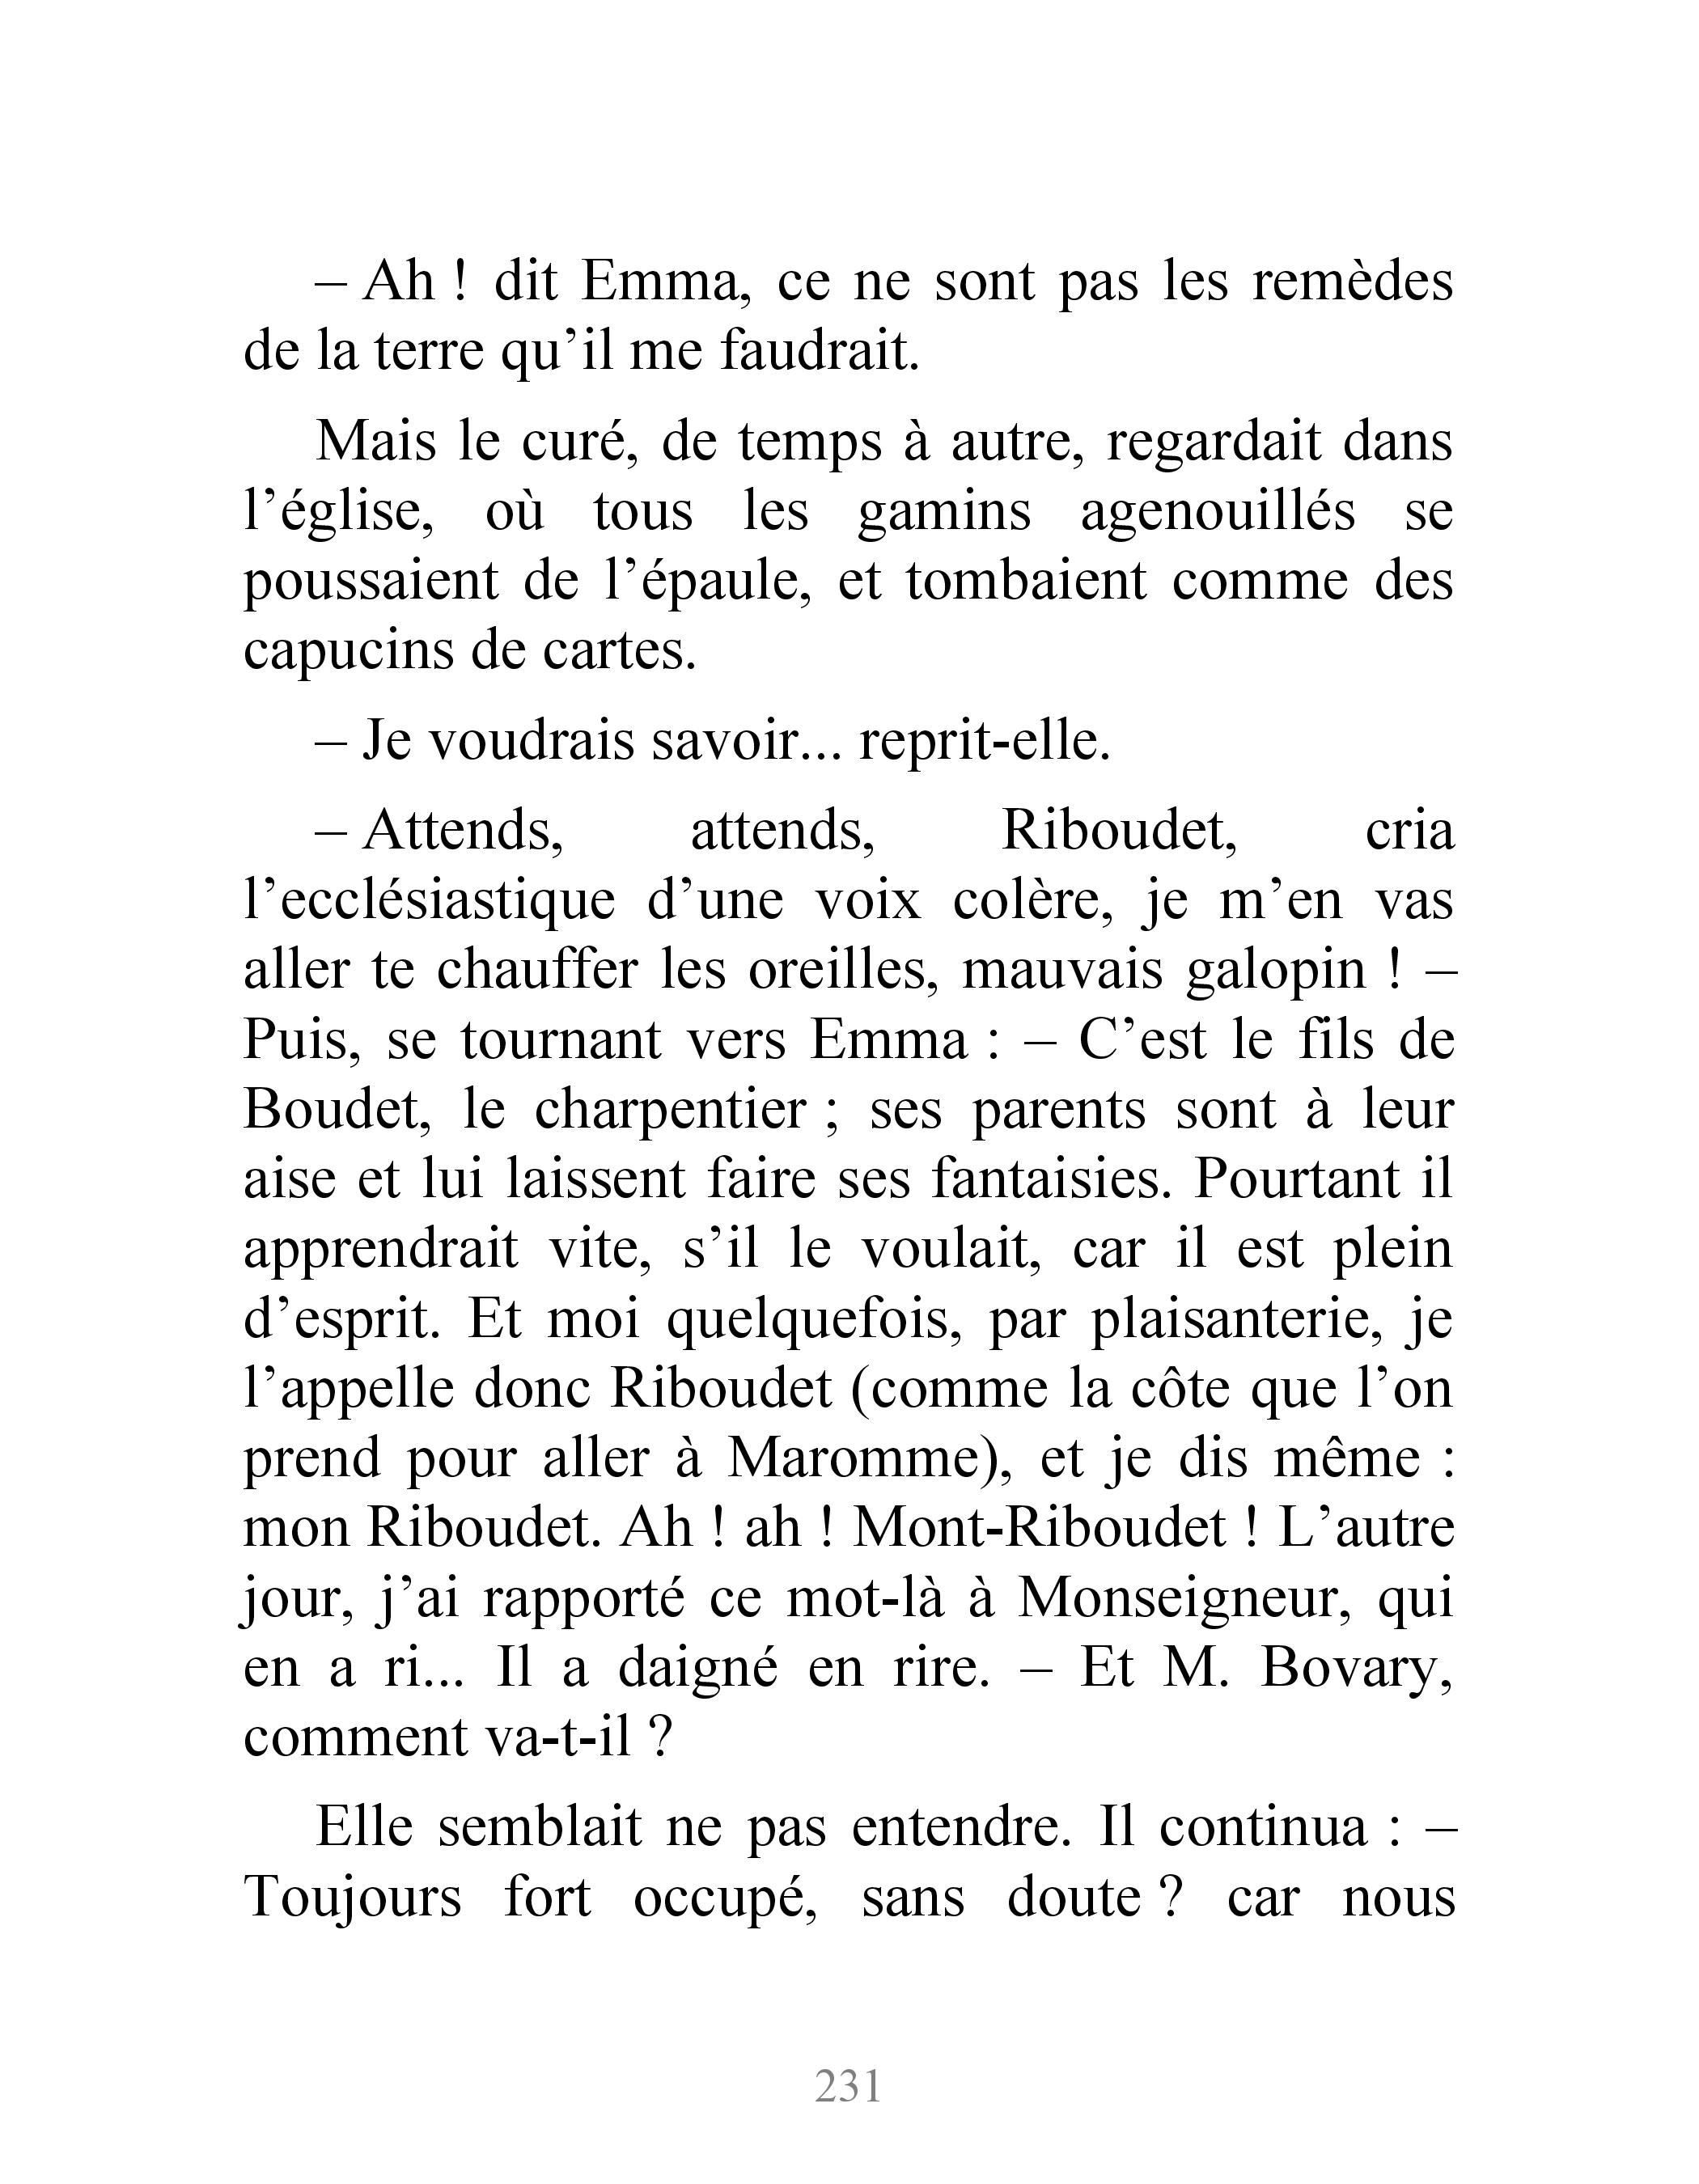 – Ah ! dit Emma, ce ne sont pas les remèdes
de la terre qu’il me faudrait.
Mais le curé, de temps à autre, regardait dans
l’église, où tous les gamins agenouillés se
poussaient de l’épaule, et tombaient comme des
capucins de cartes.
– Je voudrais savoir... reprit-elle.
– Attends, attends, Riboudet, cria
l’ecclésiastique d’une voix colère, je m’en vas
aller te chauffer les oreilles, mauvais galopin ! –
Puis, se tournant vers Emma : – C’est le fils de
Boudet, le charpentier ; ses parents sont à leur
aise et lui laissent faire ses fantaisies. Pourtant il
apprendrait vite, s’il le voulait, car il est plein
d’esprit. Et moi quelquefois, par plaisanterie, je
l’appelle donc Riboudet (comme la côte que l’on
prend pour aller à Maromme), et je dis même :
mon Riboudet. Ah ! ah ! Mont-Riboudet ! L’autre
jour, j’ai rapporté ce mot-là à Monseigneur, qui
en a ri... Il a daigné en rire. – Et M. Bovary,
comment va-t-il ?
Elle semblait ne pas entendre. Il continua : –
Toujours fort occupé, sans doute ? car nous
231